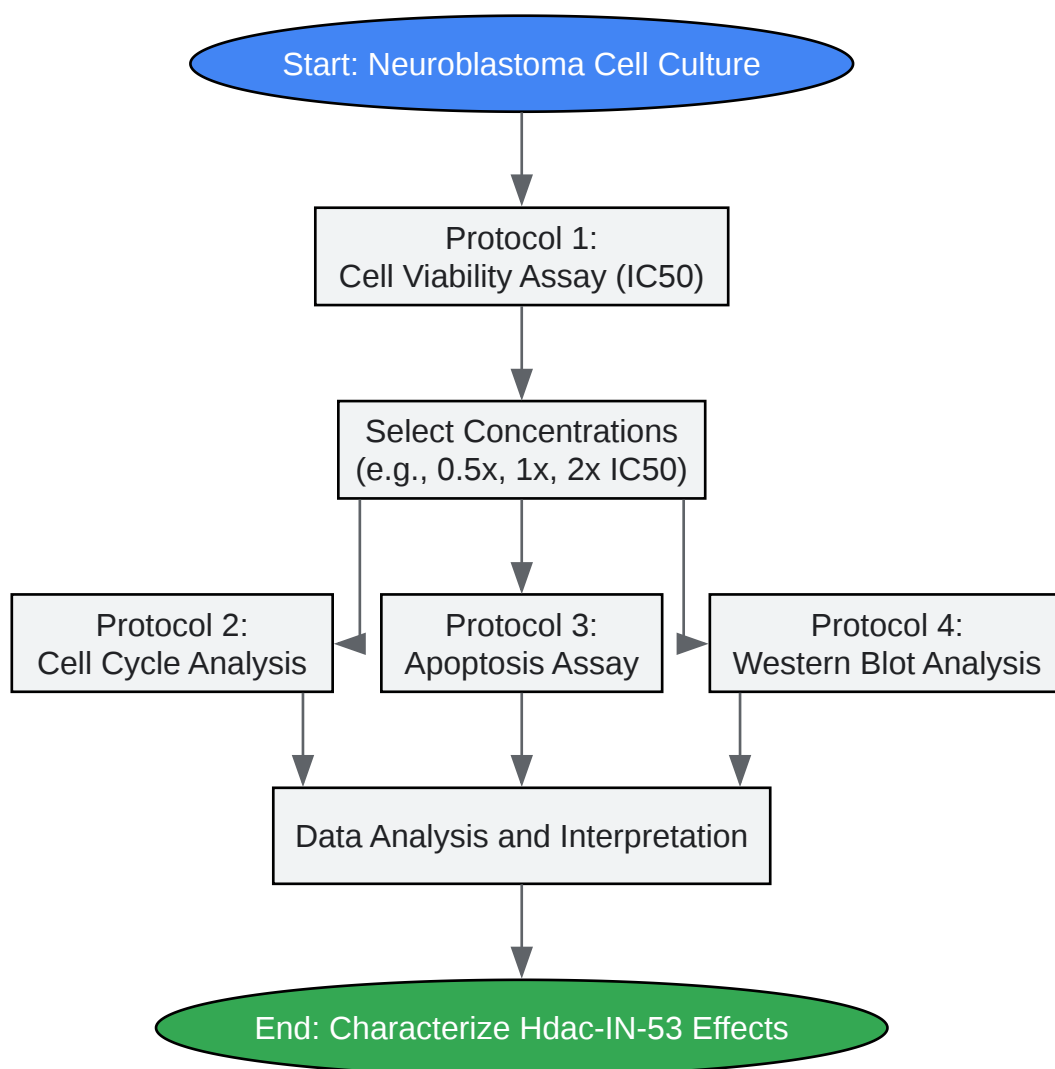 Start: Neuroblastoma Cell Culture
Protocol 1:
Cell Viability Assay (IC50)
Select Concentrations
(e.g., 0.5x, 1x, 2x IC50)
Protocol 2:
Cell Cycle Analysis
Protocol 3:
Apoptosis Assay
Protocol 4:
Western Blot Analysis
Data Analysis and Interpretation
End: Characterize Hdac-IN-53 Effects